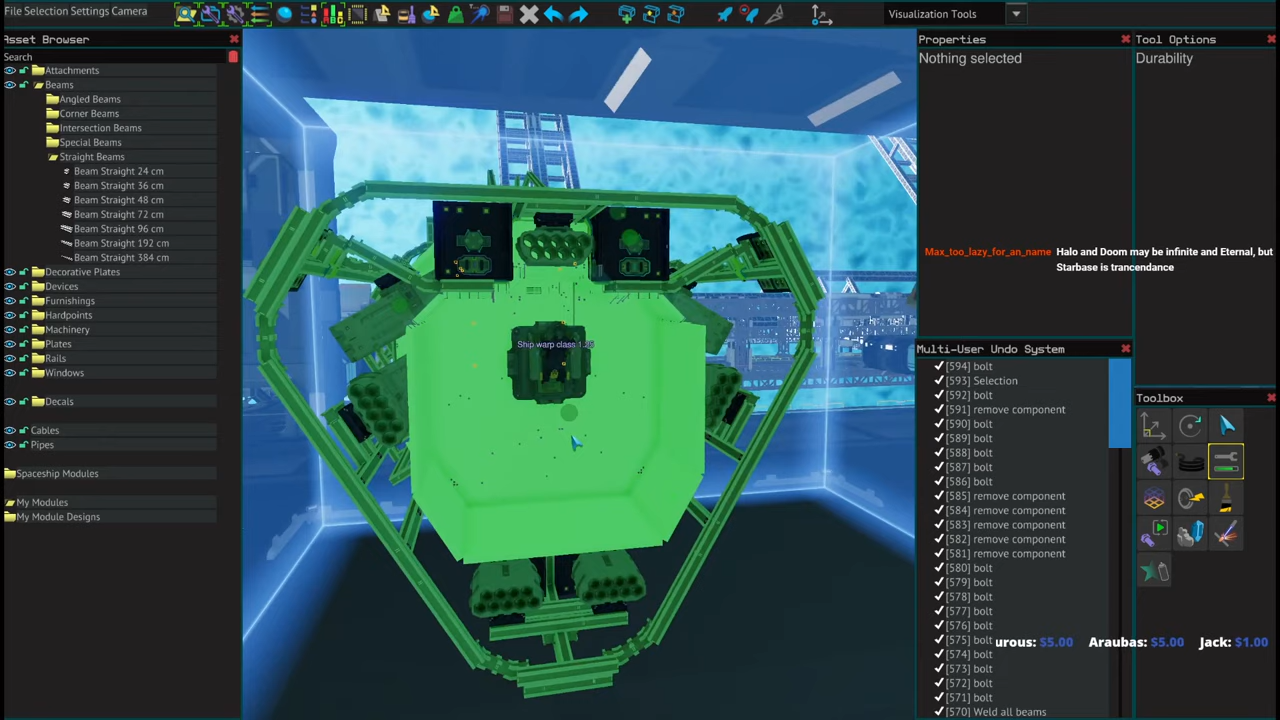 File Selection Settings Camera
Visualization Tools
Asset Browser
Search
Attachments
Beams
Angled Beams
Corner Beams
Intersection Beams
Special Beams
Straight Beams
Beam Straight 24 cm
Beam Straight 36 cm
Beam Straight 48 cm
Beam Straight 72 cm
Beam Straight 96 cm
Beam Straight 192 cm
Beam Straight 384 cm
Decorative Plates
Devices
Furnishings
Hardpoints
Machinery
Plates
Rails
Windows
Decals
Cables
Pipes
Spaceship Modules
My Modules
My Module Designs
Ship warp class
Properties
Nothing selected
Tool Options
Durability
Max_too_lazy_for_an_name Halo and Doom may be infinite and Eternal, but
Starbase is trancendance
Multi-User Undo System
[594] bolt
[593] Selection
[592] bolt
[591] remove component
[590] bolt
[589] bolt
[588] bolt
[587] bolt
[586] bolt
[585] remove component
[584] remove component
[583] remove component
[582] remove component
[581] remove component
[580] bolt
[579] bolt
[578] bolt
[577] bolt
[576] bolt
[575] bolt
[574] bolt
[573] bolt
[572] bolt
[571] bolt
[570] Weld all beams
Toolbox
urous: $5.00 Araubas: $5.00 Jack: $1.00